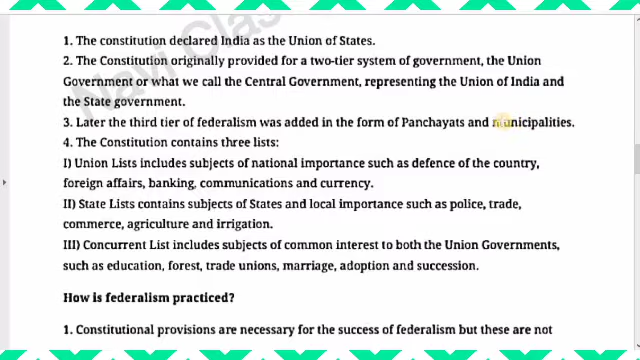 Navi Clas
1. The constitution declared India as the Union of States.
2. The Constitution originally provided for a two-tier system of government, the Union
Government or what we call the Central Government, representing the Union of India and
the State government.
3. Later the third tier of federalism was added in the form of Panchayats and municipalities.
4. The Constitution contains three lists:
I) Union Lists includes subjects of national importance such as defence of the country,
foreign affairs, banking, communications and currency.
II) State Lists contains subjects of States and local importance such as police, trade,
commerce, agriculture and irrigation.
III) Concurrent List includes subjects of common interest to both the Union Governments,
such as education, forest, trade unions, marriage, adoption and succession.
How is federalism practiced?
1. Constitutional provisions are necessary for the success of federalism but these are not